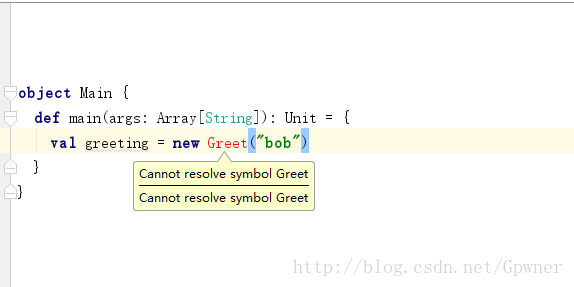 object Main {
def main(args: Array[String]): Unit = {
val greeting = new Greet("bob")
Cannot resolve symbol Greet
Cannot resolve symbol Greet
}
}
http://blog.csdn.net/Gpwner